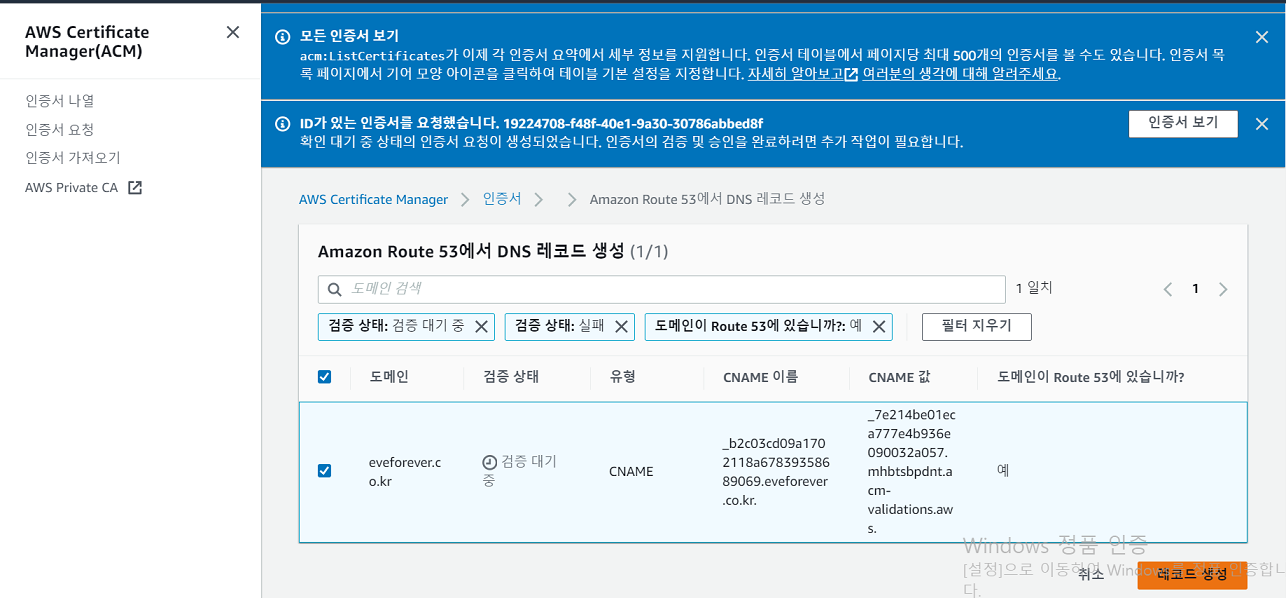 AWS Certificate
Manager(ACM)
인증서 나열
인증서 요청
인증서 가져오기
AWS Private CA
모든 인증서 보기
acm:ListCertificates가 이제 각 인증서 요약에서 세부 정보를 지원합니다. 인증서 테이블에서 페이지당 최대 500개의 인증서를 볼 수도 있습니다. 인증서 목
록 페이지에서 기어 모양 아이콘을 클릭하여 테이블 기본 설정을 지정합니다. 자세히 알아보고 여러분의 생각에 대해 알려주세요.
ID가 있는 인증서를 요청했습니다. 19224708-f48f-40e1-9a30-30786abbed8f
확인 대기 중 상태의 인증서 요청이 생성되었습니다. 인증서의 검증 및 승인을 완료하려면 추가 작업이 필요합니다.
인증서 보기
AWS Certificate Manager 인증서 Amazon Route 53에서 DNS 레코드 생성
Amazon Route 53에서 DNS 레코드 생성 (1/1)
도메인 검색 1 일치 1
검증 상태: 검증 대기 중 검증 상태: 실패 도메인이 Route 53에 있습니까?: 예 필터 지우기
도메인 검증 상태 유형 CNAME 이름 CNAME 값 도메인이 Route 53에 있습니까?
eveforever.c
o.kr
검증 대기
중
CNAME
_b2c03cd09a170
2118a678393586
89069.eveforever
.co.kr.
_7e214be01ec
a777e4b936e
090032a057.
mhbtsbpdnt.a
cm-
validations.aw
s.
예
취소 레코드 생성
Windows 정품 인증
[설정]으로 이동하여 Windows를 정품 인증합니
다.